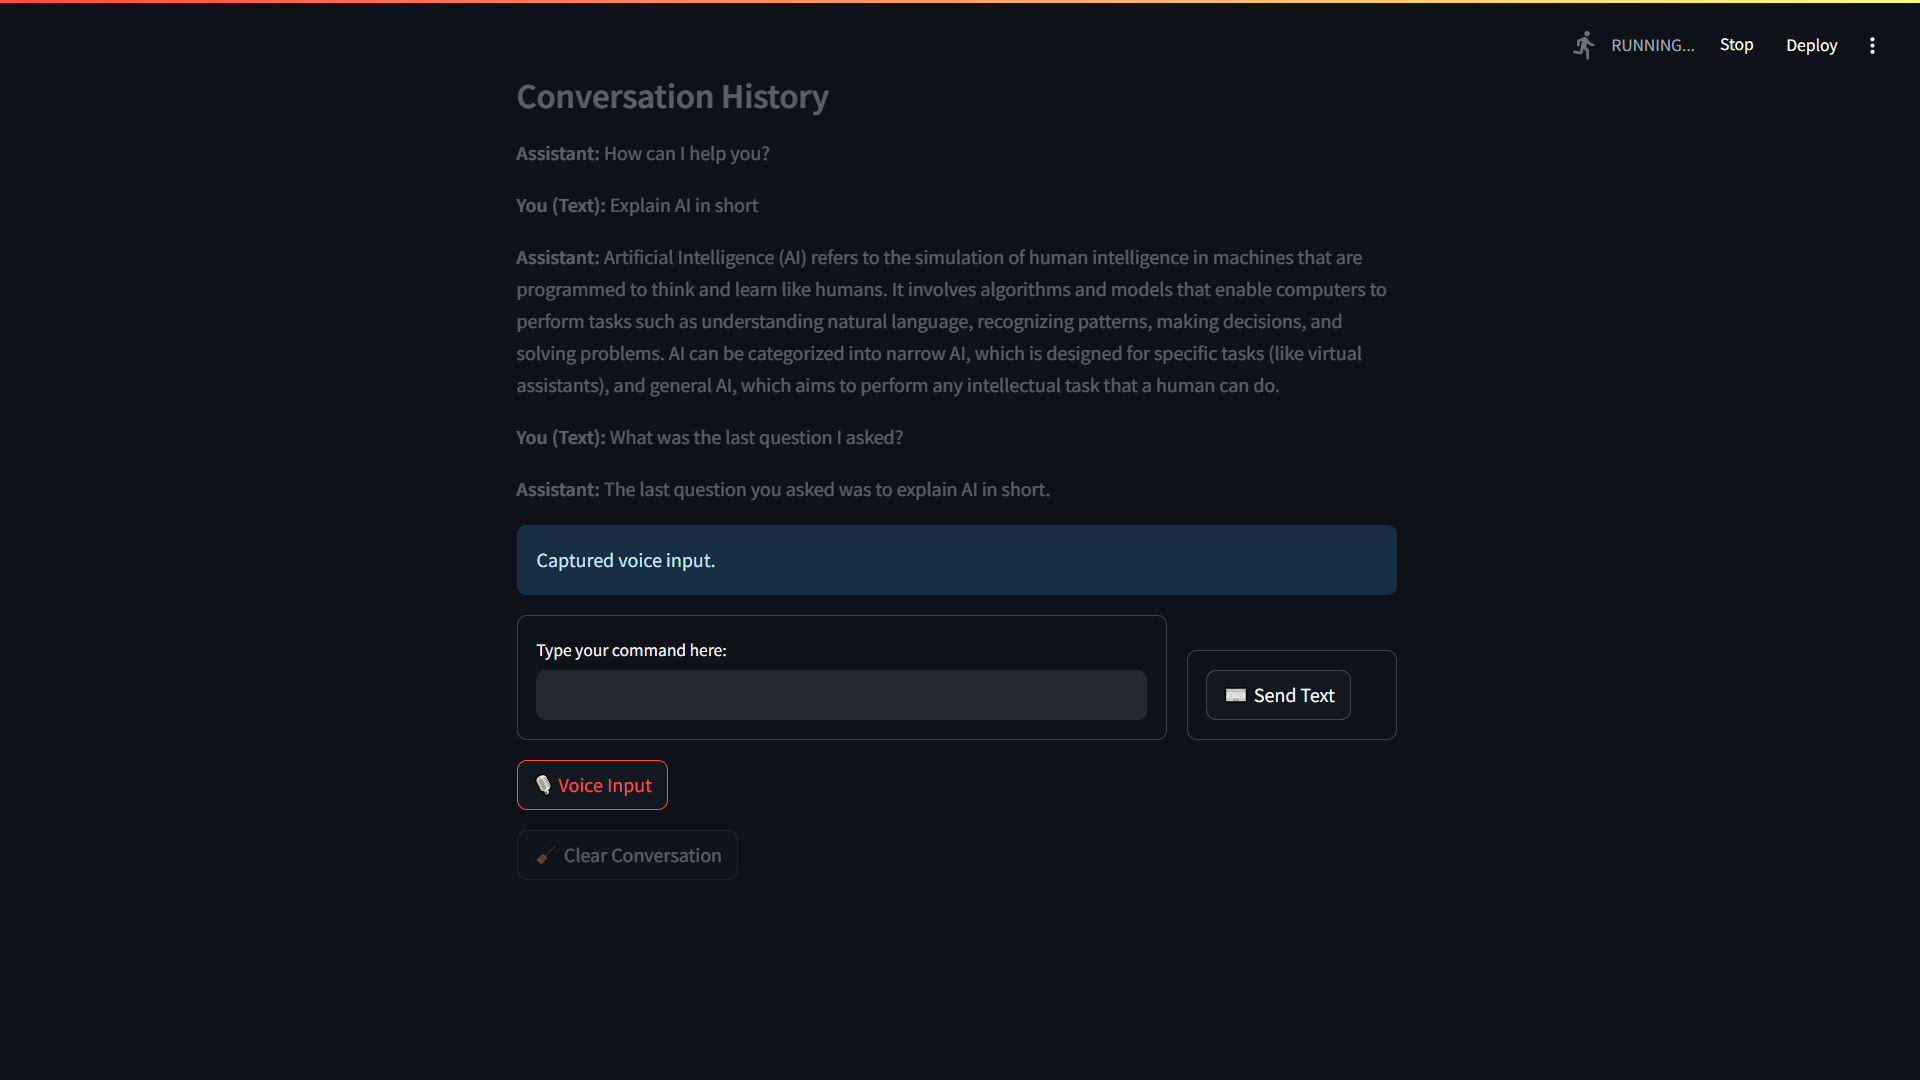 RUNNING...
Stop
Deploy
Conversation History
Assistant: How can I help you?
You (Text): Explain AI in short
Assistant: Artificial Intelligence (AI) refers to the simulation of human intelligence in machines that are
programmed to think and learn like humans. It involves algorithms and models that enable computers to
perform tasks such as understanding natural language, recognizing patterns, making decisions, and
solving problems. AI can be categorized into narrow AI, which is designed for specific tasks (like virtual
assistants), and general AI, which aims to perform any intellectual task that a human can do.
You (Text): What was the last question I asked?
Assistant: The last question you asked was to explain AI in short.
Captured voice input.
Type your command here:
Send Text
Voice Input
Clear Conversation